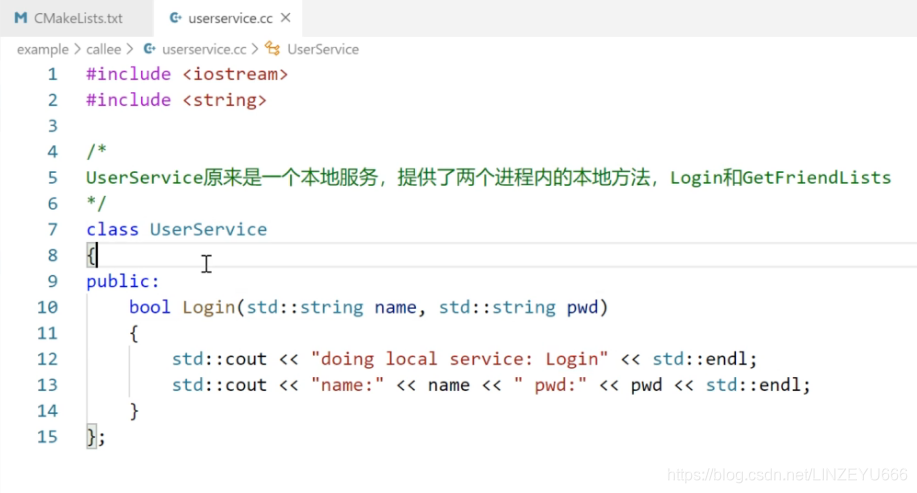 CMakeLists.txt userservice.cc
example > callee > userservice.cc > UserService
1 #include <iostream>
2 #include <string>
3
4 /*
5 UserService原来是一个本地服务，提供了两个进程内的本地方法，Login和GetFriendLists
6 */
7 class UserService
8 {
9 public:
10 bool Login(std::string name, std::string pwd)
11 {
12 std::cout << "doing local service: Login" << std::endl;
13 std::cout << "name:" << name << " pwd:" << pwd << std::endl;
14 }
15 };
https://blog.csdn.net/LINZEYU666